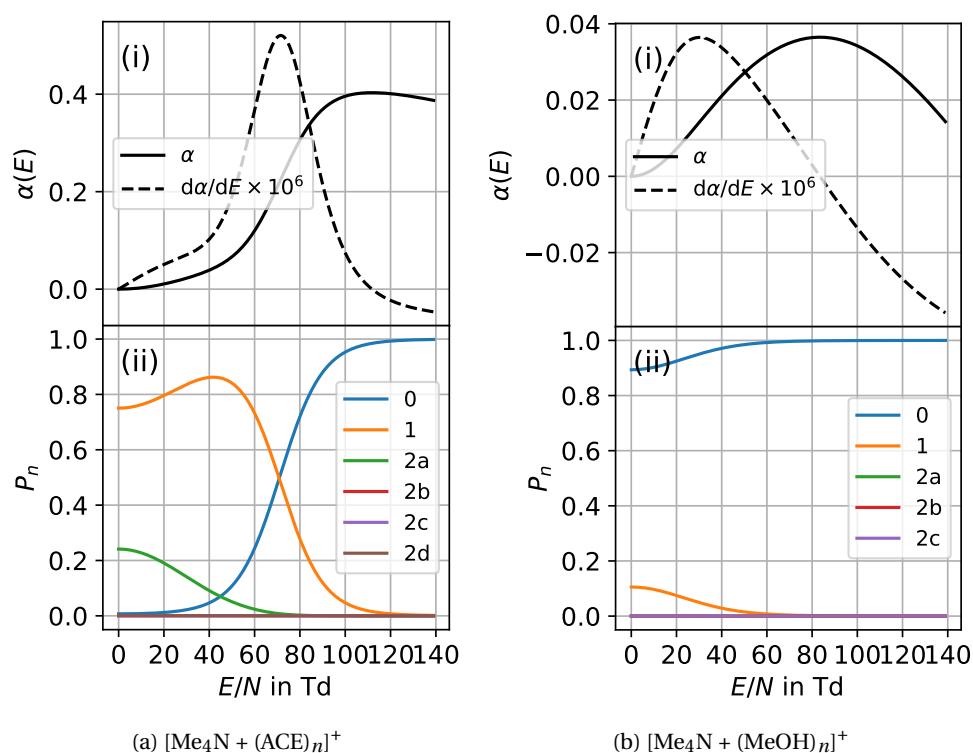 (i)
α(E)
0.4
0.2
0.0
α
dα/dE × 10⁶
(ii)
P_n
1.0
0.8
0.6
0.4
0.2
0.0
0
1
2a
2b
2c
2d
0 20 40 60 80 100 120 140
E/N in Td
(a) [Me₄N + (ACE)ₙ]⁺
(i)
α(E)
0.04
0.02
0.00
−0.02
α
dα/dE × 10⁶
(ii)
P_n
1.0
0.8
0.6
0.4
0.2
0.0
0
1
2a
2b
2c
0 20 40 60 80 100 120 140
E/N in Td
(b) [Me₄N + (MeOH)ₙ]⁺